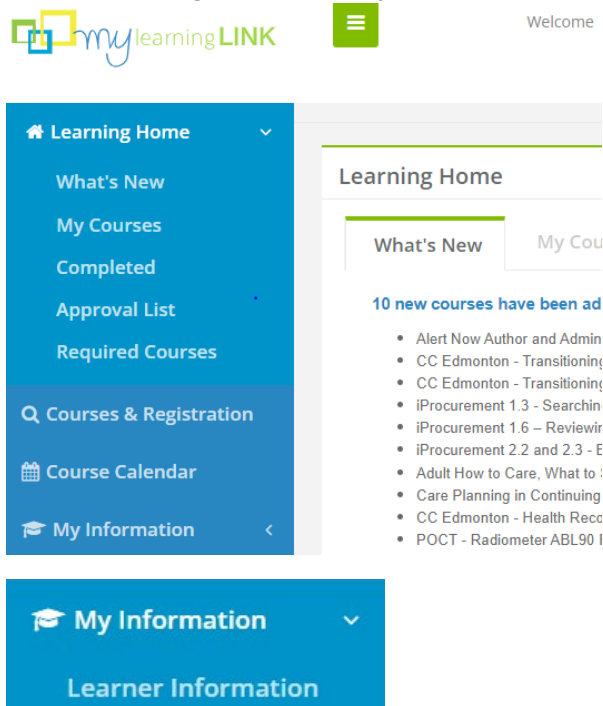 my learning LINK
Welcome
Learning Home
What's New
My Courses
Completed
Approval List
Required Courses
Courses & Registration
Course Calendar
My Information
Learning Home
What's New My Cou
10 new courses have been ad
Alert Now Author and Admin
CC Edmonton - Transitioning
CC Edmonton - Transitioning
iProcurement 1.3 - Searchin
iProcurement 1.6 – Reviewi
iProcurement 2.2 and 2.3 - E
Adult How to Care, What to
Care Planning in Continuing
CC Edmonton - Health Reco
POCT - Radiometer ABL90
My Information
Learner Information